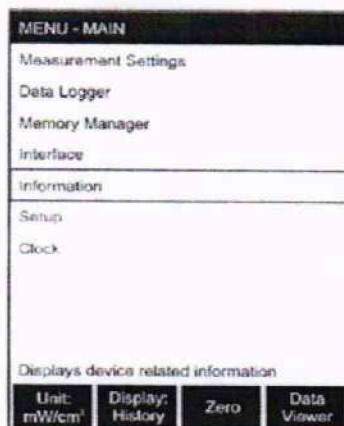 MENU - MAIN
Measurement Settings
Data Logger
Memory Manager
Interface
Information
Setup
Clock
Displays device related information
Unit: mW/cm²
Display: History
Zero
Data Viewer